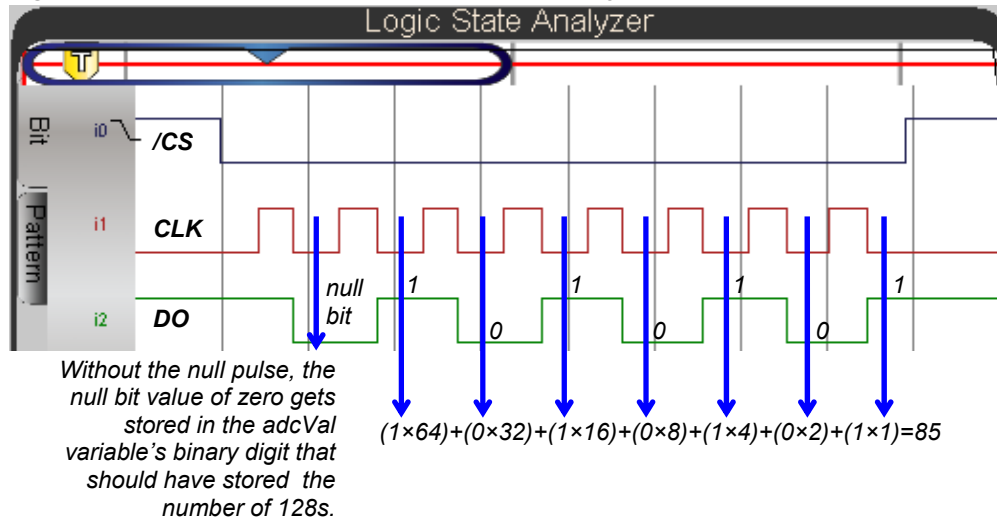 Logic State Analyzer
T
Bit
Pattern
i0 /CS
i1 CLK
null
bit
1 1 1 1
i2 DO
0 0 0
Without the null pulse, the
null bit value of zero gets
stored in the adcVal
variable’s binary digit that
should have stored the
number of 128s.
(1×64)+(0×32)+(1×16)+(0×8)+(1×4)+(0×2)+(1×1)=85